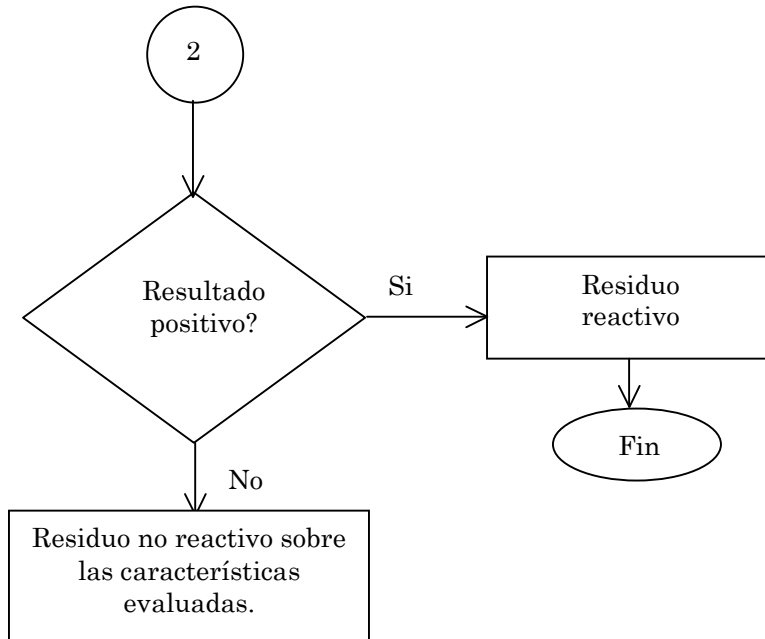 2
Resultado
positivo?
Si
Residuo
reactivo
Fin
No
Residuo no reactivo sobre
las características
evaluadas.